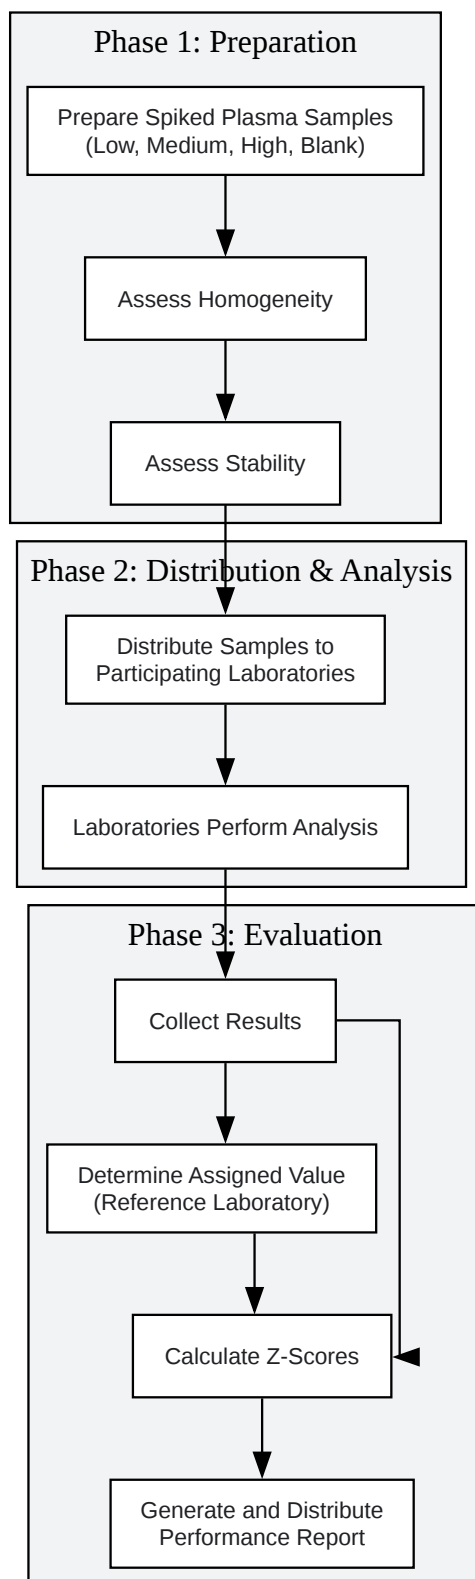 Phase 1: Preparation
Prepare Spiked Plasma Samples
(Low, Medium, High, Blank)
Assess Homogeneity
Assess Stability
Phase 2: Distribution & Analysis
Distribute Samples to
Participating Laboratories
Laboratories Perform Analysis
Phase 3: Evaluation
Collect Results
Determine Assigned Value
(Reference Laboratory)
Calculate Z-Scores
Generate and Distribute
Performance Report